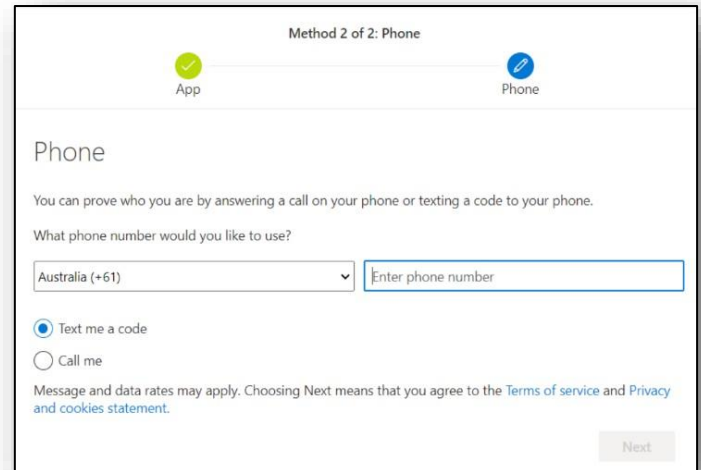 Method 2 of 2: Phone
App
Phone
Phone
You can prove who you are by answering a call on your phone or texting a code to your phone.
What phone number would you like to use?
Australia (+61)
Enter phone number
Text me a code
Call me
Message and data rates may apply. Choosing Next means that you agree to the Terms of service and Privacy
and cookies statement.
Next